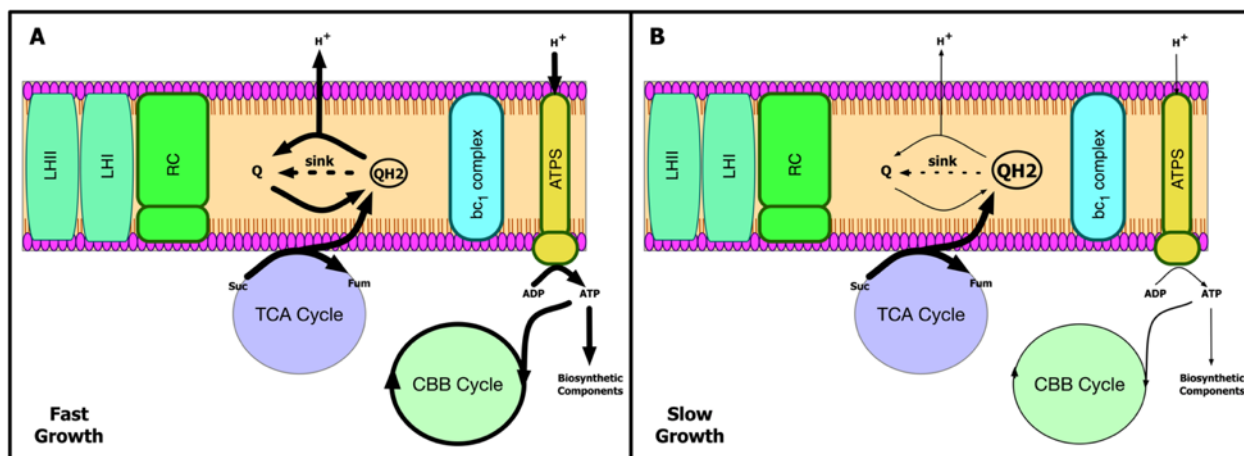 A
H+
H+
LHII
LHI
RC
Q
sink
QH2
bc1 complex
ATPS
Suc
Fum
TCA Cycle
ADP
ATP
CBB Cycle
Biosynthetic
Components
Fast
Growth
B
H+
H+
LHII
LHI
RC
Q
sink
QH2
bc1 complex
ATPS
Suc
Fum
TCA Cycle
ADP
ATP
CBB Cycle
Biosynthetic
Components
Slow
Growth